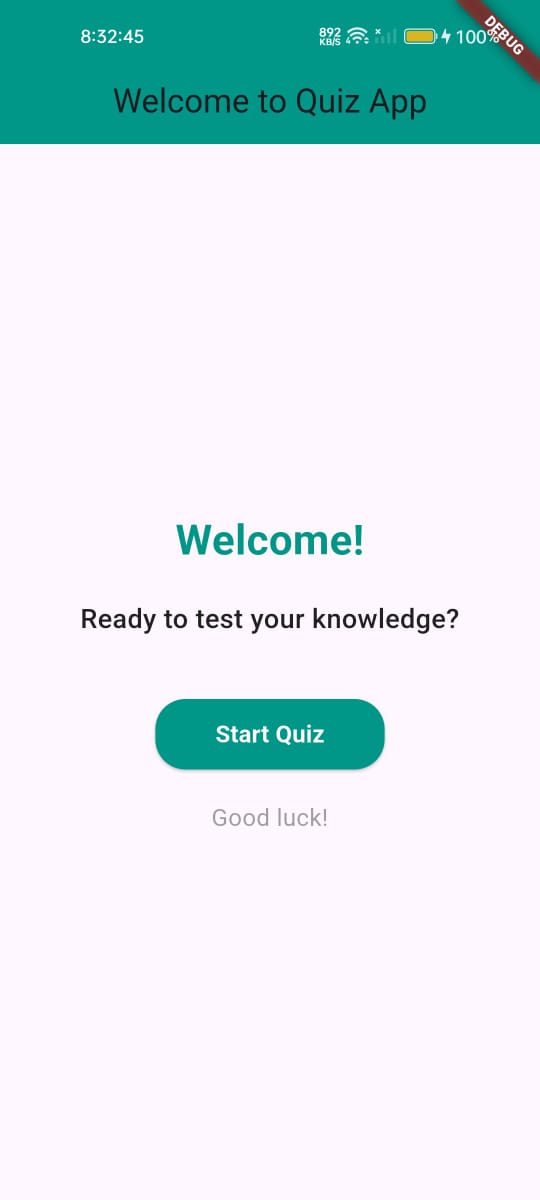 8:32:45 892 KB/S 4 100%
DEBUG
Welcome to Quiz App
Welcome!
Ready to test your knowledge?
Start Quiz
Good luck!